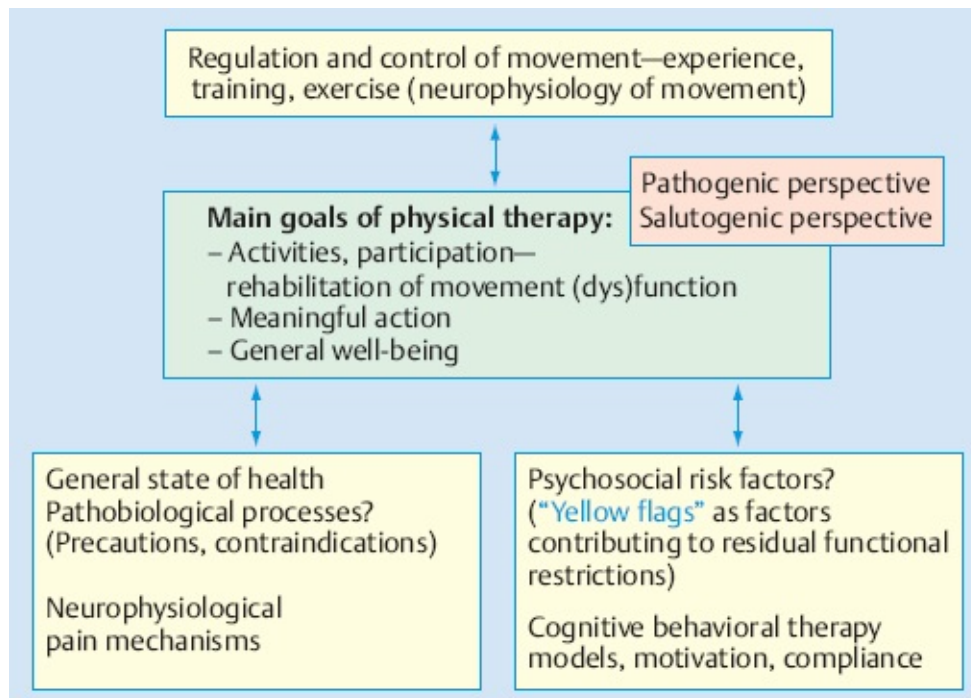 Regulation and control of movement—experience,
training, exercise (neurophysiology of movement)
Pathogenic perspective
Salutogenic perspective
Main goals of physical therapy:
– Activities, participation—
rehabilitation of movement (dys)function
– Meaningful action
– General well-being
General state of health
Pathobiological processes?
(Precautions, contraindications)
Neurophysiological
pain mechanisms
Psychosocial risk factors?
(“Yellow flags” as factors
contributing to residual functional
restrictions)
Cognitive behavioral therapy
models, motivation, compliance